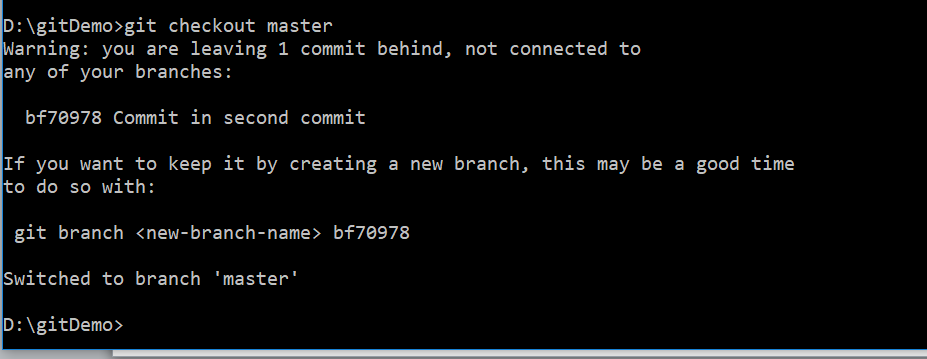 D:\gitDemo>git checkout master
Warning: you are leaving 1 commit behind, not connected to
any of your branches:
bf70978 Commit in second commit
If you want to keep it by creating a new branch, this may be a good time
to do so with:
git branch <new-branch-name> bf70978
Switched to branch 'master'
D:\gitDemo>